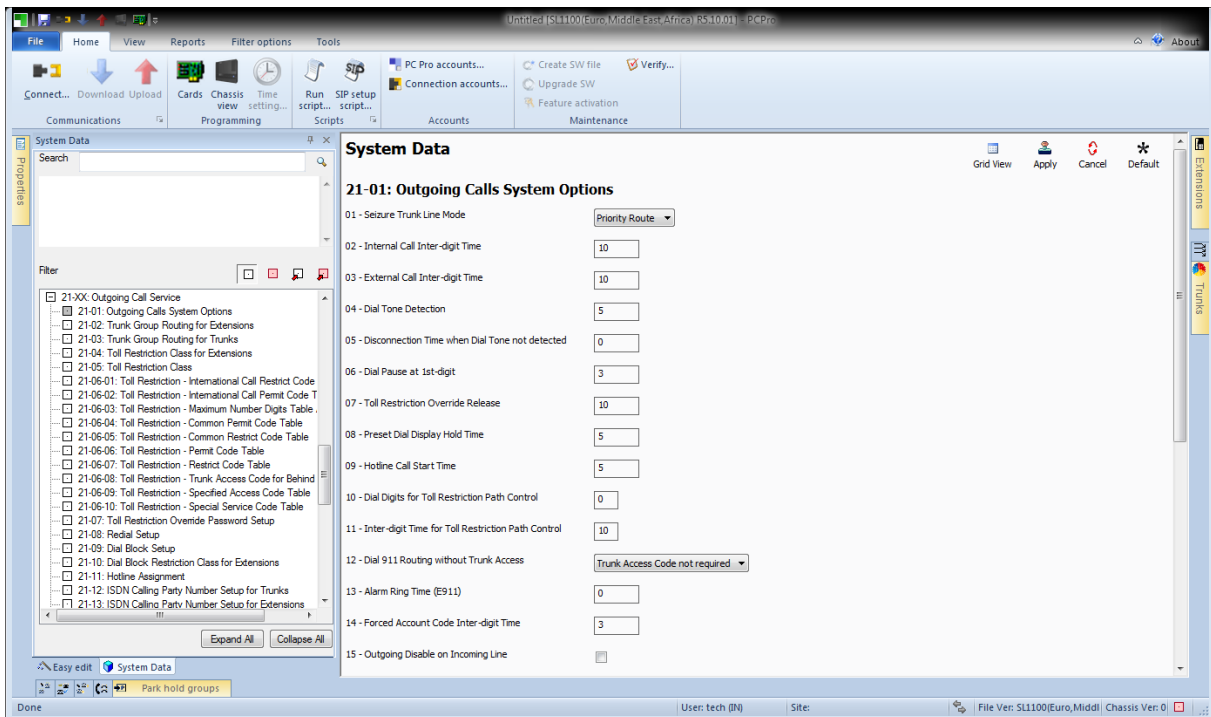 Untitled [SL1100(Euro,Middle East,Africa) R5.10.01] - PCPro
File Home View Reports Filter options Tools About
Connect... Download Upload
Communications
Cards Chassis view Time setting...
Programming
Run script... SIP setup script...
Scripts
PC Pro accounts...
Connection accounts...
Accounts
C* Create SW file Verify...
Upgrade SW
Feature activation
Maintenance
Properties
System Data
Search
Filter
21-XX: Outgoing Call Service
21-01: Outgoing Calls System Options
21-02: Trunk Group Routing for Extensions
21-03: Trunk Group Routing for Trunks
21-04: Toll Restriction Class for Extensions
21-05: Toll Restriction Class
21-06-01: Toll Restriction - International Call Restrict Code
21-06-02: Toll Restriction - International Call Permit Code T
21-06-03: Toll Restriction - Maximum Number Digits Table
21-06-04: Toll Restriction - Common Permit Code Table
21-06-05: Toll Restriction - Common Restrict Code Table
21-06-06: Toll Restriction - Permit Code Table
21-06-07: Toll Restriction - Restrict Code Table
21-06-08: Toll Restriction - Trunk Access Code for Behind
21-06-09: Toll Restriction - Specified Access Code Table
21-06-10: Toll Restriction - Special Service Code Table
21-07: Toll Restriction Override Password Setup
21-08: Redial Setup
21-09: Dial Block Setup
21-10: Dial Block Restriction Class for Extensions
21-11: Hotline Assignment
21-12: ISDN Calling Party Number Setup for Trunks
21-13: ISDN Calling Party Number Setup for Extensions
Expand All Collapse All
Easy edit System Data
Park hold groups
System Data
Grid View Apply Cancel Default
21-01: Outgoing Calls System Options
01 - Seizure Trunk Line Mode Priority Route
02 - Internal Call Inter-digit Time 10
03 - External Call Inter-digit Time 10
04 - Dial Tone Detection 5
05 - Disconnection Time when Dial Tone not detected 0
06 - Dial Pause at 1st-digit 3
07 - Toll Restriction Override Release 10
08 - Preset Dial Display Hold Time 5
09 - Hotline Call Start Time 5
10 - Dial Digits for Toll Restriction Path Control 0
11 - Inter-digit Time for Toll Restriction Path Control 10
12 - Dial 911 Routing without Trunk Access Trunk Access Code not required
13 - Alarm Ring Time (E911) 0
14 - Forced Account Code Inter-digit Time 3
15 - Outgoing Disable on Incoming Line
Extensions
Trunks
Done User: tech (IN) Site: File Ver: SL1100(Euro,Middl Chassis Ver: 0